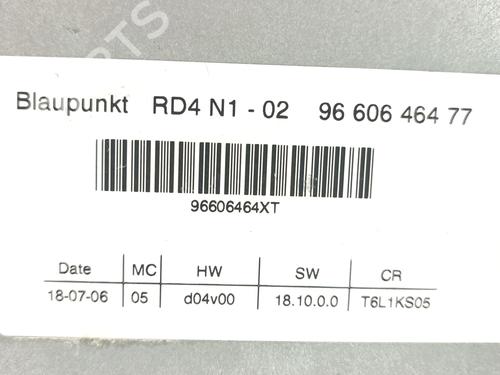 PARTS
Blaupunkt RD4 N1 - 02 96 606 464 77
96606464XT
Date MC HW SW CR
18-07-06 05 d04v00 18.10.0.0 T6L1KS05